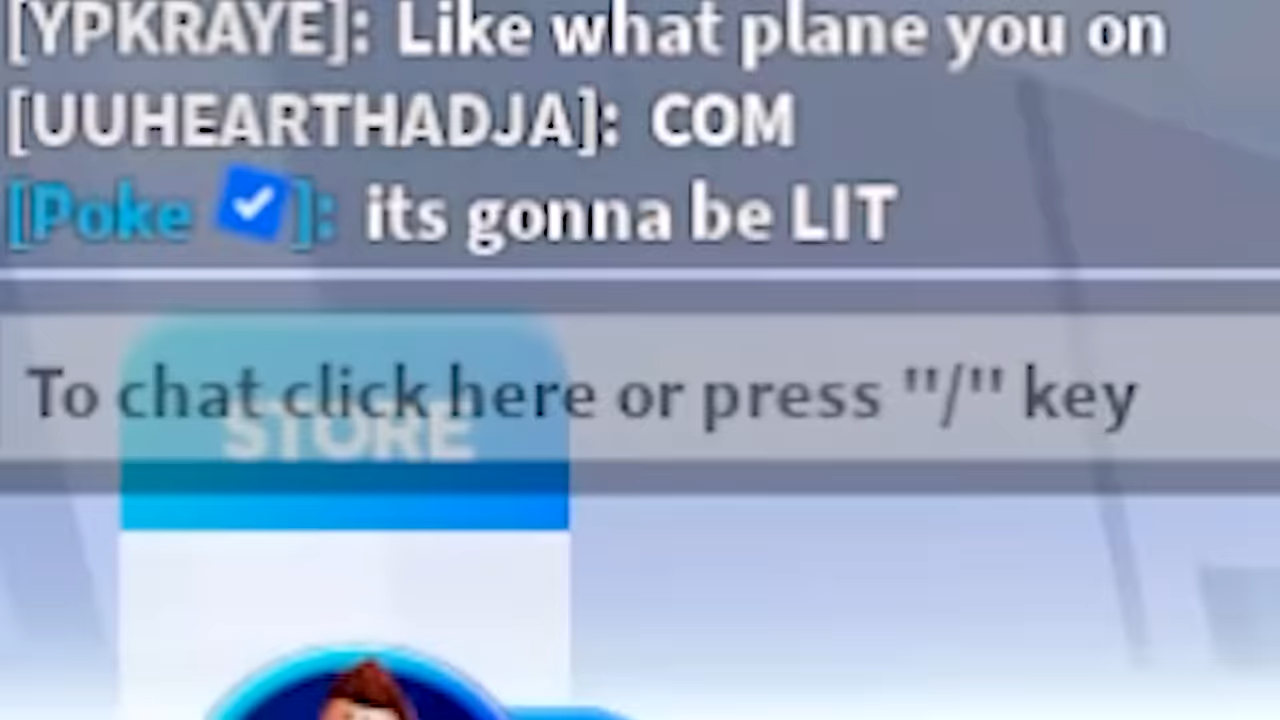 [YPKRAYE]: Like what plane you on
[UUHEARTHADJA]: COM
[Poke ]: its gonna be LIT
To chat click here or press "/" key
STORE